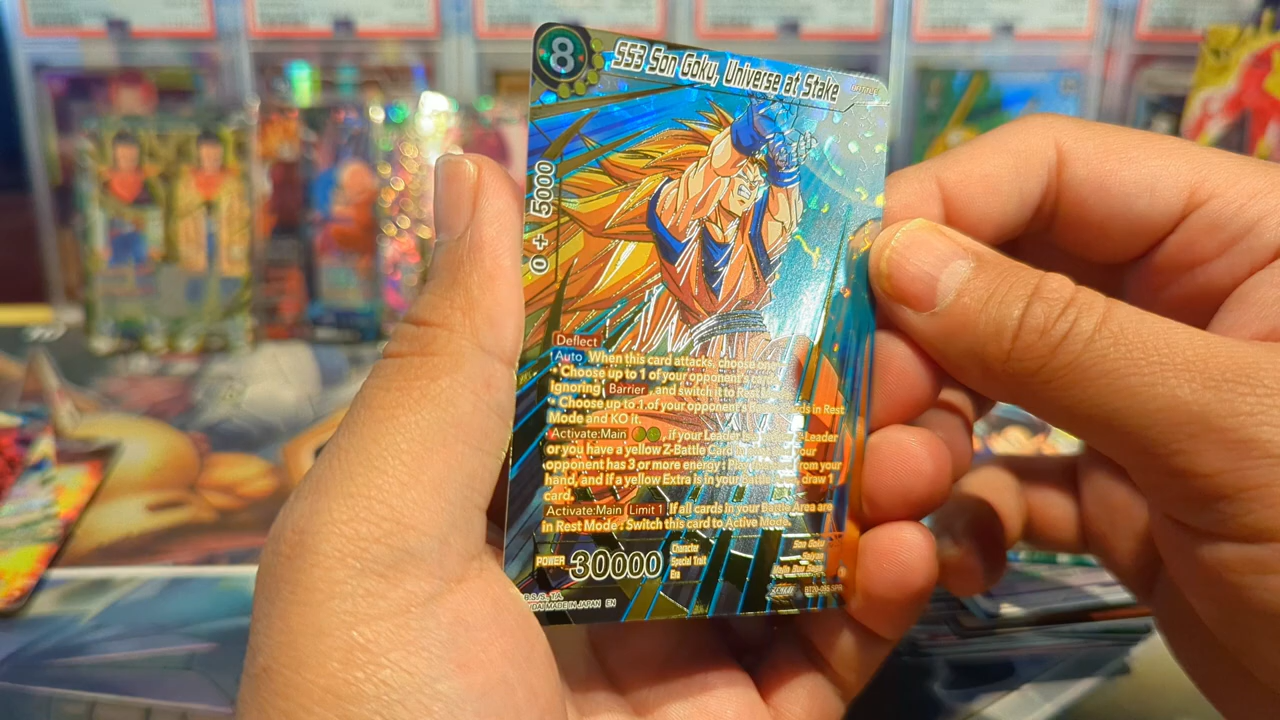 8
SS3 Son Goku, Universe at Stake
0 + 5000
Deflect
Auto When this card attacks, choose one
• Choose up to 1 of your opponent's
Ignoring Barrier, and switch it to Rest
• Choose up to 1 of your opponent's in Rest
Mode and KO it.
Activate:Main, if your Leader is Z-Leader
or you have a yellow Z-Battle Card your
opponent has 3 or more energy : Play this from your
hand, and if a yellow Extra is in your Battle draw 1
card.
Activate:Main Limit 1 If all cards in your Battle Area are
in Rest Mode : Switch this card to Active Mode.
POWER 30000
Character Son Goku
Special Trait Saiyan
Era
MADE IN JAPAN EN